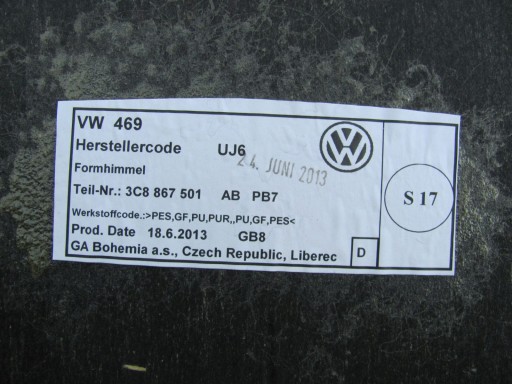 VW 469
Herstellercode UJ6
24. JUNI 2013
Formhimmel
Teil-Nr.: 3C8 867 501 AB PB7
S 17
Werkstoffcode.:>PES,GF,PU,PUR,,PU,GF,PES<
Prod. Date 18.6.2013 GB8
GA Bohemia a.s., Czech Republic, Liberec
D